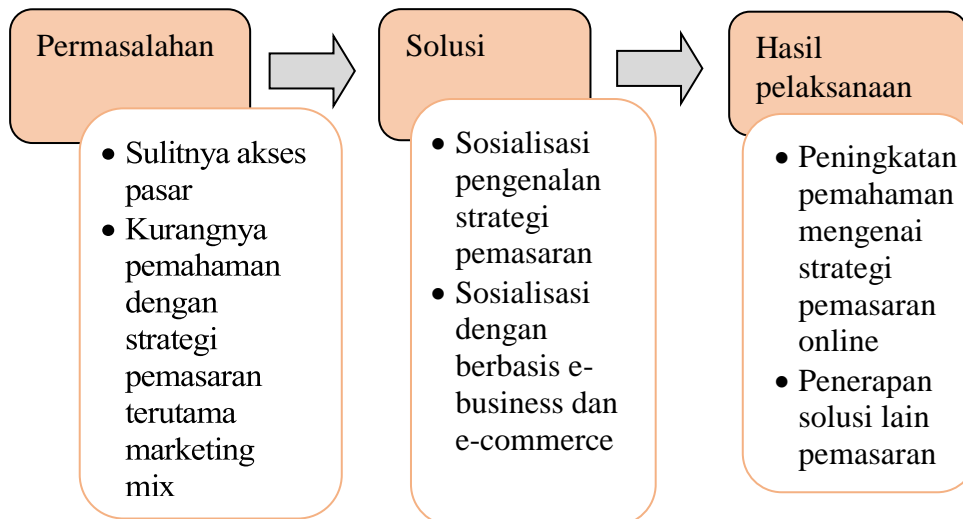 Permasalahan
• Sulitnya akses
pasar
• Kurangnya
pemahaman
dengan
strategi
pemasaran
terutama
marketing
mix
Solusi
• Sosialisasi
pengenalan
strategi
pemasaran
• Sosialisasi
dengan
berbasis e-
business dan
e-commerce
Hasil
pelaksanaan
• Peningkatan
pemahaman
mengenai
strategi
pemasaran
online
• Penerapan
solusi lain
pemasaran